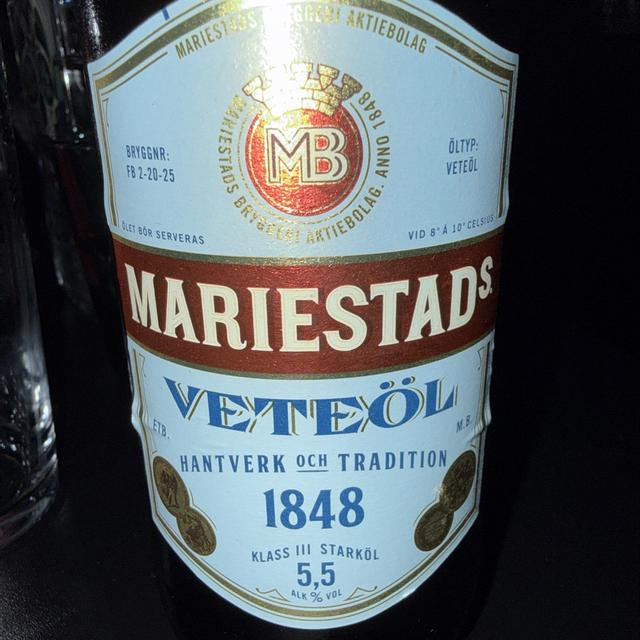 MARIESTADS BRYGGERI AKTIEBOLAG
MARIESTADS BRYGGERI AKTIEBOLAG. ANNO 1848
MB
BRYGGNR:
FB 2-20-25
ÖLTYP:
VETEÖL
ÖLET BÖR SERVERAS
VID 8° Á 10° CELSIUS
MARIESTADS.
VETEÖL
ETB.
M.B.
HANTVERK OCH TRADITION
1848
KLASS III STARKÖL
5,5
ALK % VOL